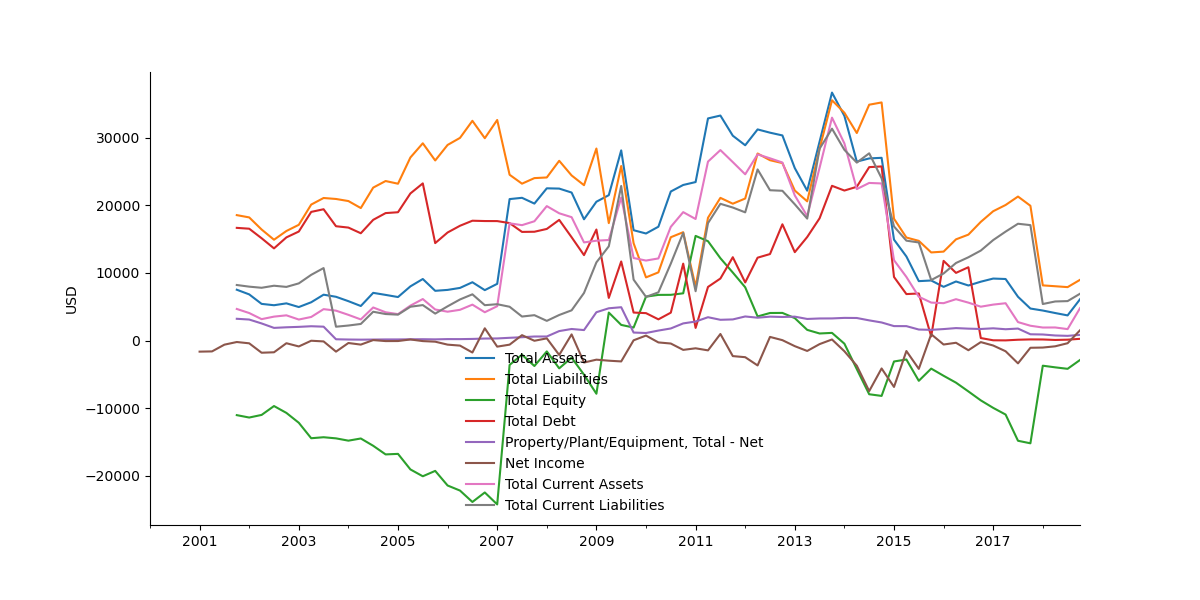 30000
20000
10000
0
−10000
−20000
USD
Total Assets
Total Liabilities
Total Equity
Total Debt
Property/Plant/Equipment, Total - Net
Net Income
Total Current Assets
Total Current Liabilities
2001 2003 2005 2007 2009 2011 2013 2015 2017